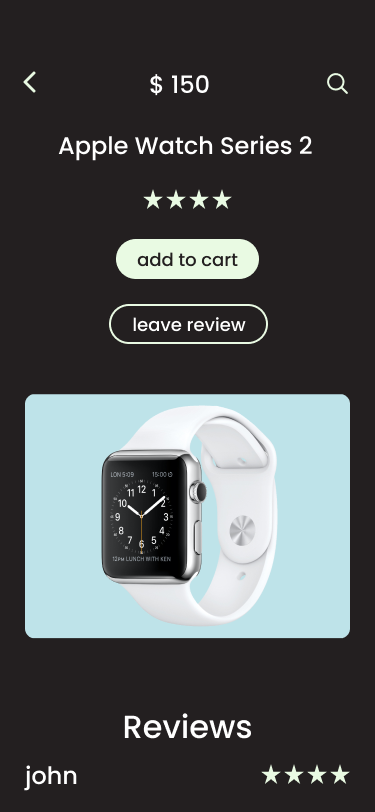 $ 150
Apple Watch Series 2
★★★★
add to cart
leave review
LON 5:09 15:00
12
11 1
10 2
9 3
8 4
7 5
6
12PM LUNCH WITH KEN
Reviews
john ★★★★